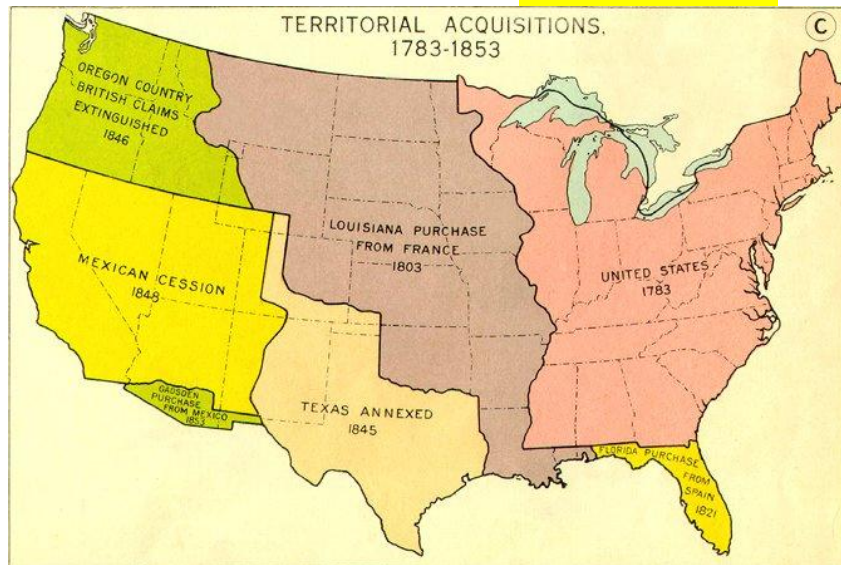 TERRITORIAL ACQUISITIONS,
1783-1853
C
OREGON COUNTRY
BRITISH CLAIMS
EXTINGUISHED
1846
LOUISIANA PURCHASE
FROM FRANCE
1803
MEXICAN CESSION
1848
UNITED STATES
1783
GADSDEN
PURCHASE
FROM MEXICO
1853
TEXAS ANNEXED
1845
FLORIDA PURCHASE
FROM
SPAIN
1821